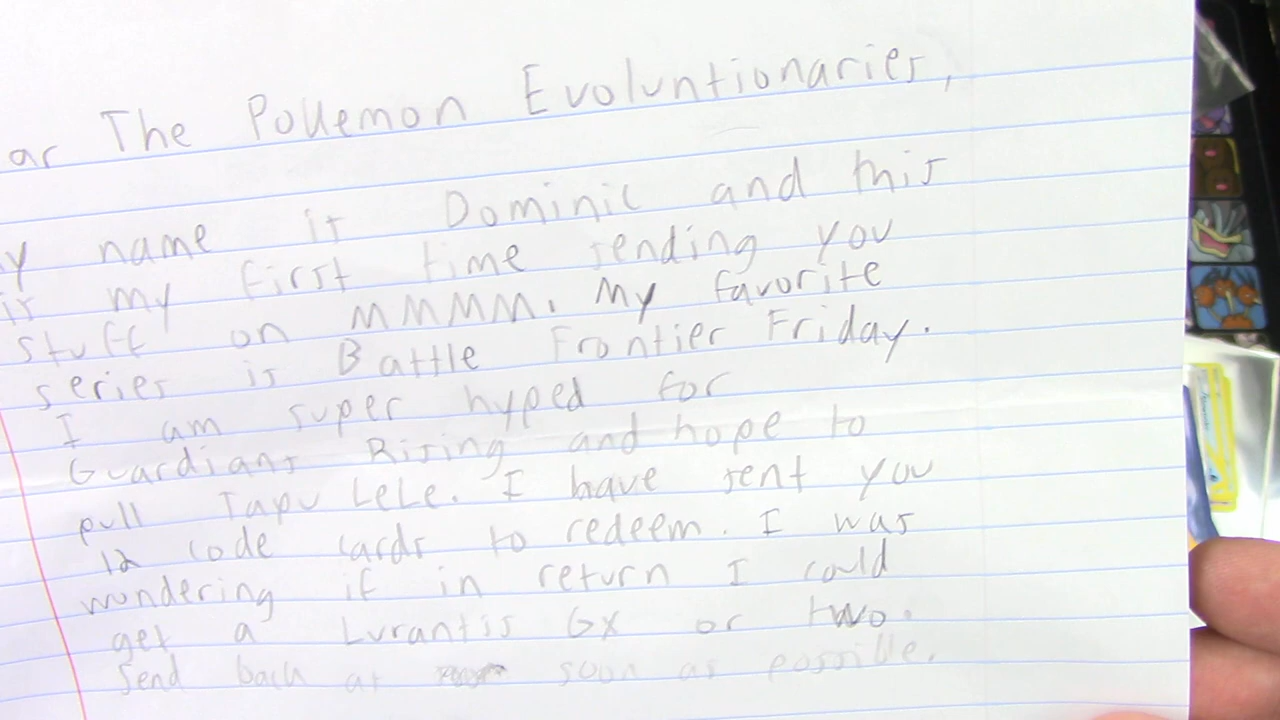 ar The Pokemon Evoluntionaries,
y name is Dominic and this
is my first time sending you
stuff on MMMM. My favorite
series is Battle Frontier Friday.
I am super hyped for
Guardians Rising and hope to
pull Tapu LeLe. I have sent you
12 code cards to redeem. I was
wondering if in return I could
get a Lurantis GX or two.
Send back as soon as possible.